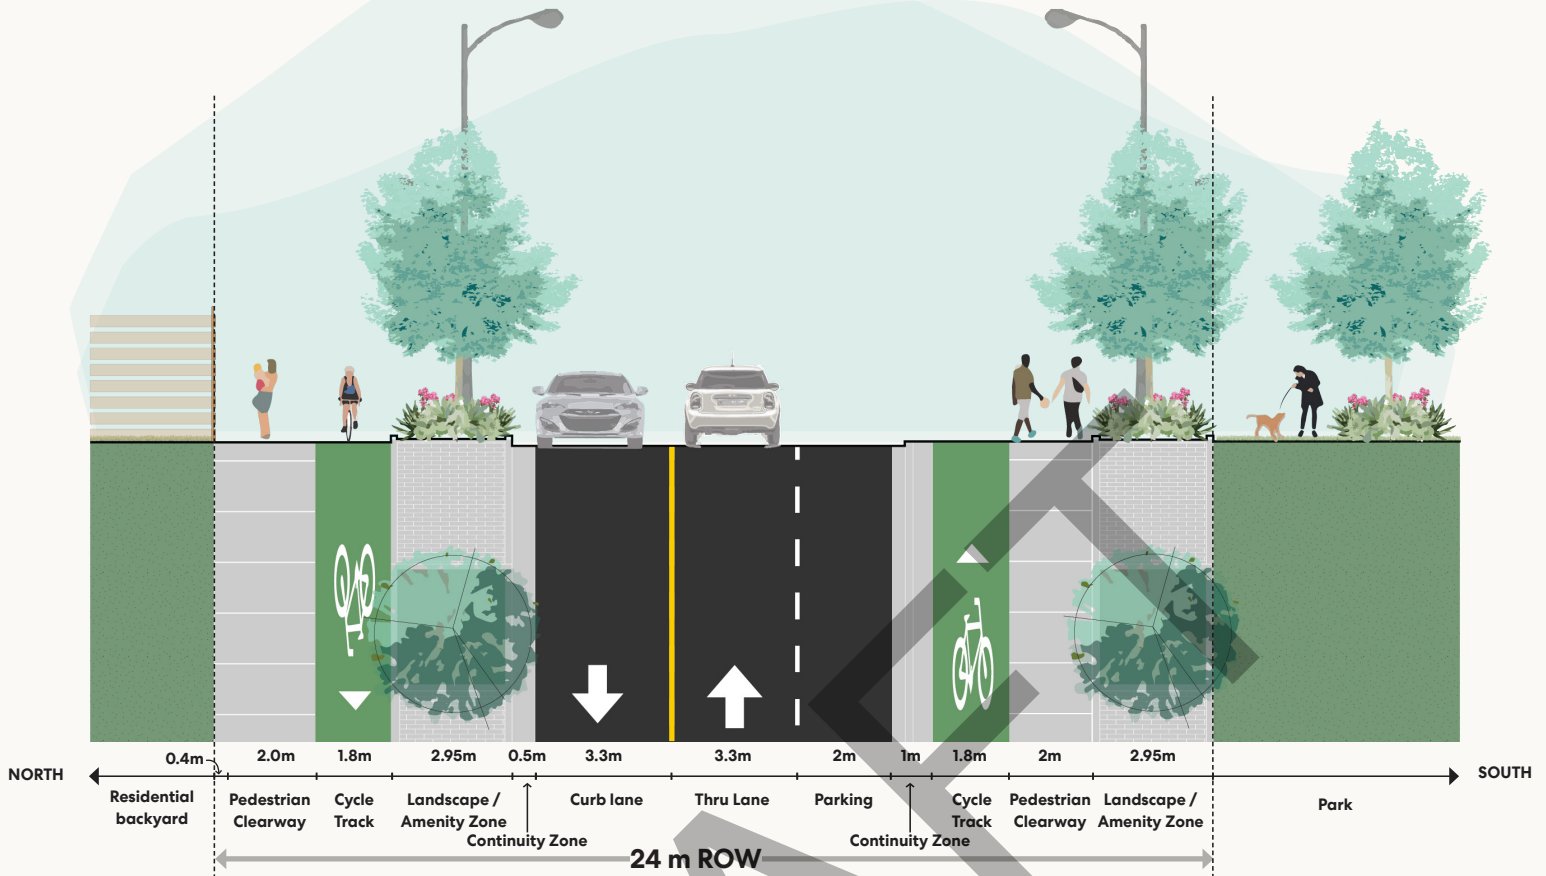 0.4m
2.0m
1.8m
2.95m
0.5m
3.3m
3.3m
2m
1m
1.8m
2m
2.95m
NORTH
SOUTH
Residential
backyard
Pedestrian
Clearway
Cycle
Track
Landscape /
Amenity Zone
Continuity Zone
Curb lane
Thru Lane
Parking
Continuity Zone
Cycle
Track
Pedestrian
Clearway
Landscape /
Amenity Zone
Park
24 m ROW